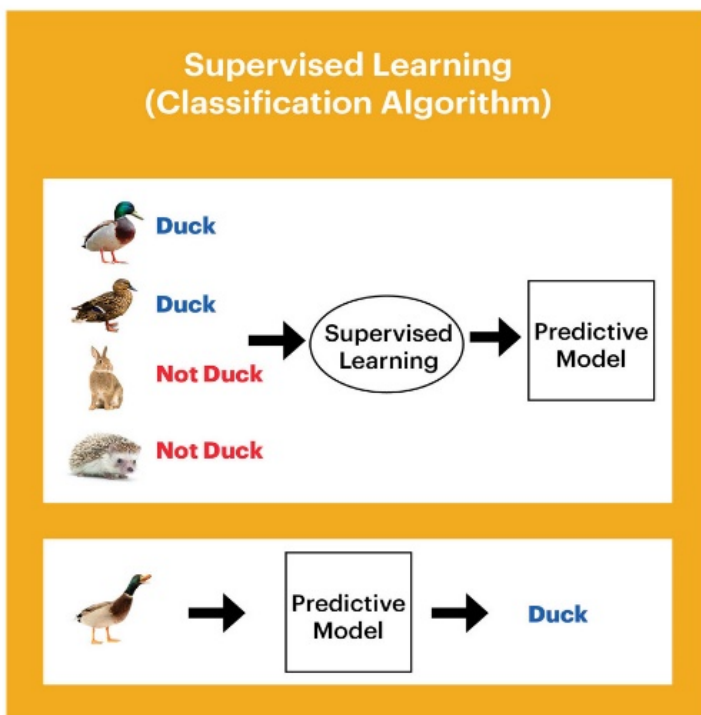 Supervised Learning
(Classification Algorithm)
Duck
Duck
Not Duck
Not Duck
Supervised
Learning
Predictive
Model
Predictive
Model
Duck